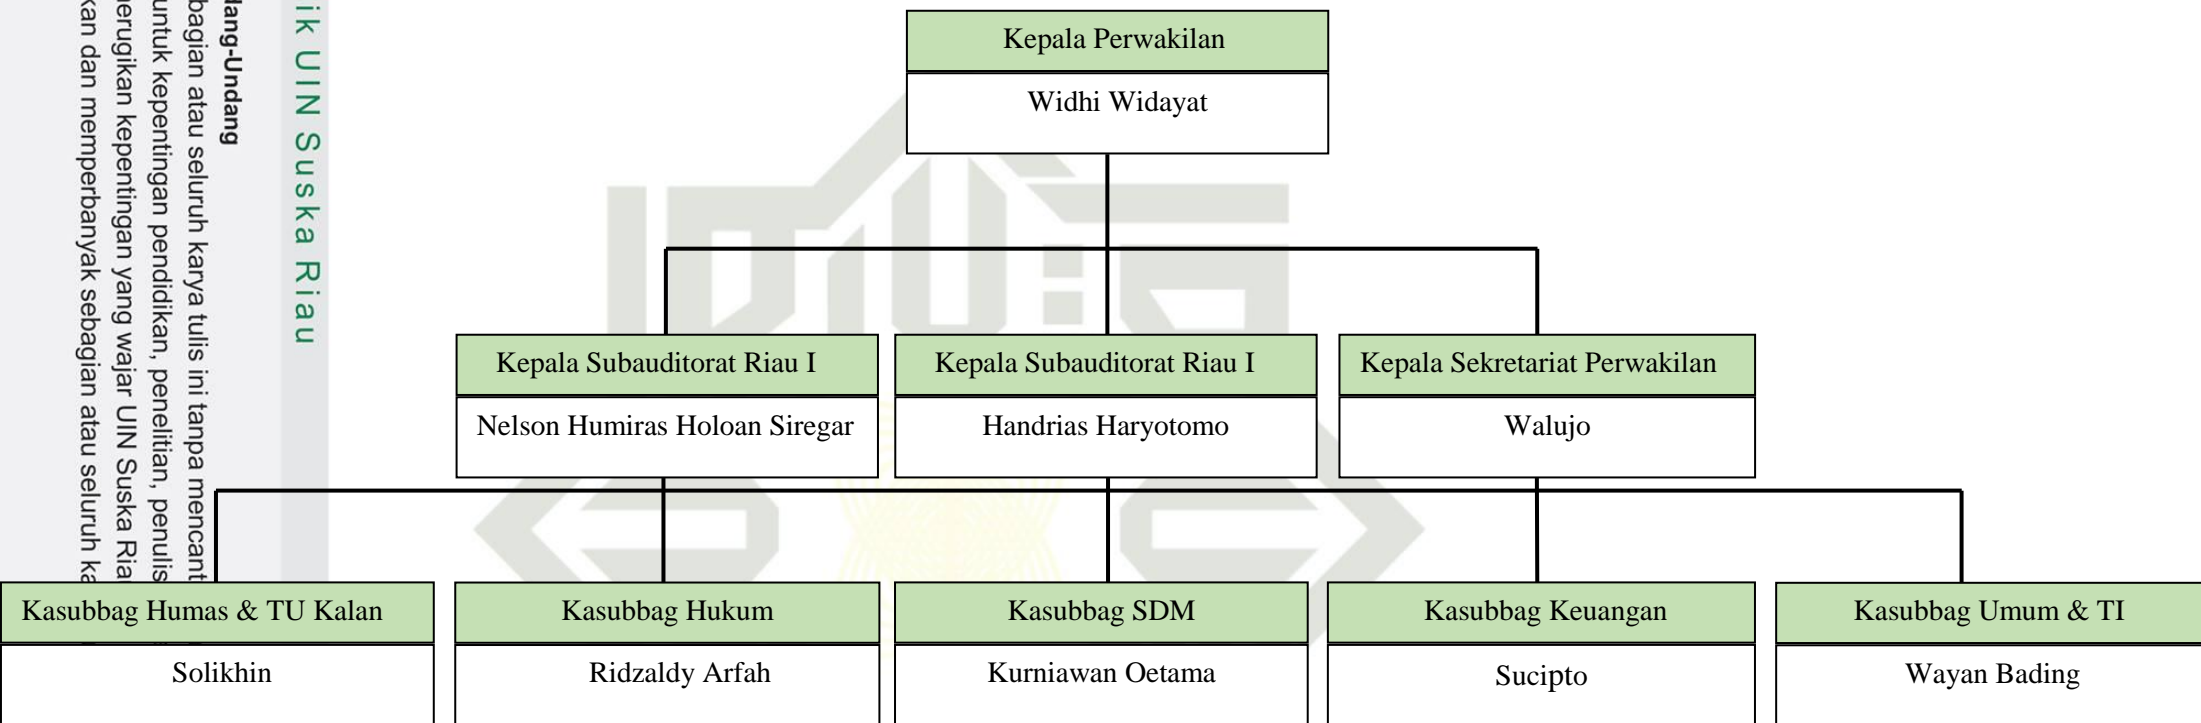 Kepala Perwakilan
Widhi Widayat
Kepala Subauditorat Riau I
Nelson Humiras Holoan Siregar
Kepala Subauditorat Riau I
Handrias Haryotomo
Kepala Sekretariat Perwakilan
Walujo
Kasubbag Humas & TU Kalan
Solikhin
Kasubbag Hukum
Ridzaldy Arfah
Kasubbag SDM
Kurniawan Oetama
Kasubbag Keuangan
Sucipto
Kasubbag Umum & TI
Wayan Bading
ik UIN Suska Riau
dang-Undang
bagian atau seluruh karya tulis ini tanpa mencant
untuk kepentingan pendidikan, penelitian, penulis
nerugikan kepentingan yang wajar UIN Suska Ria
kan dan memperbanyak sebagian atau seluruh ka